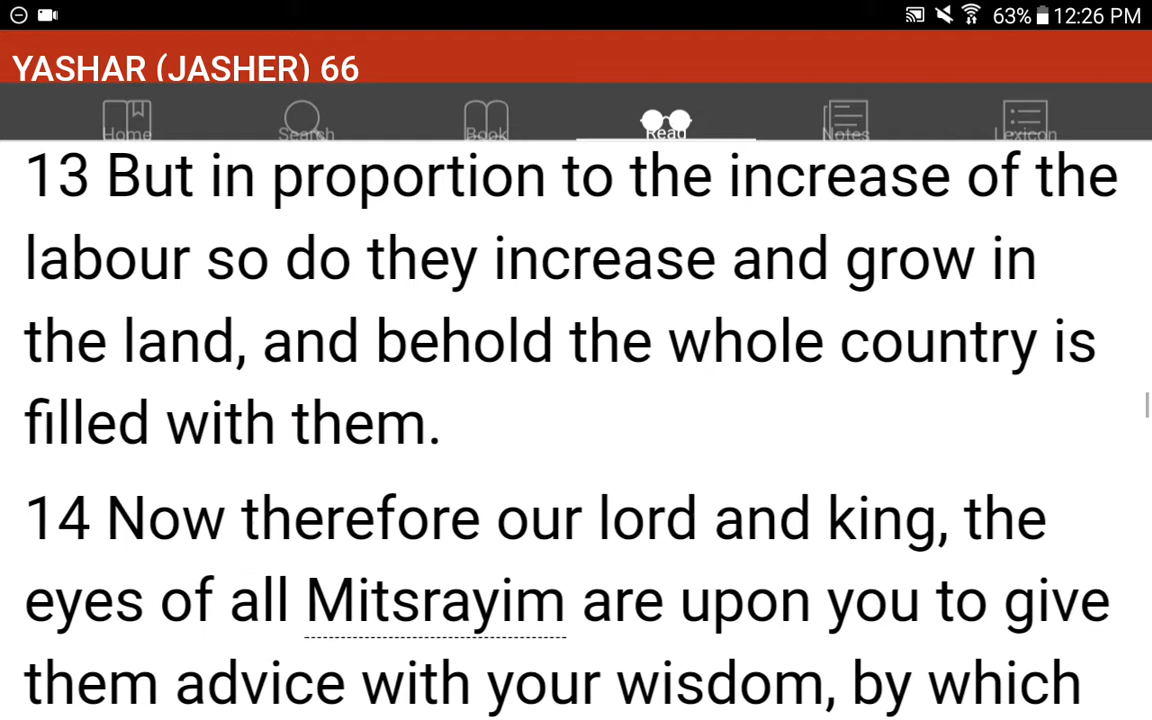 63% 12:26 PM
YASHAR (JASHER) 66
Home Search Book Read Notes Lexicon
13 But in proportion to the increase of the
labour so do they increase and grow in
the land, and behold the whole country is
filled with them.
14 Now therefore our lord and king, the
eyes of all Mitsrayim are upon you to give
them advice with your wisdom, by which